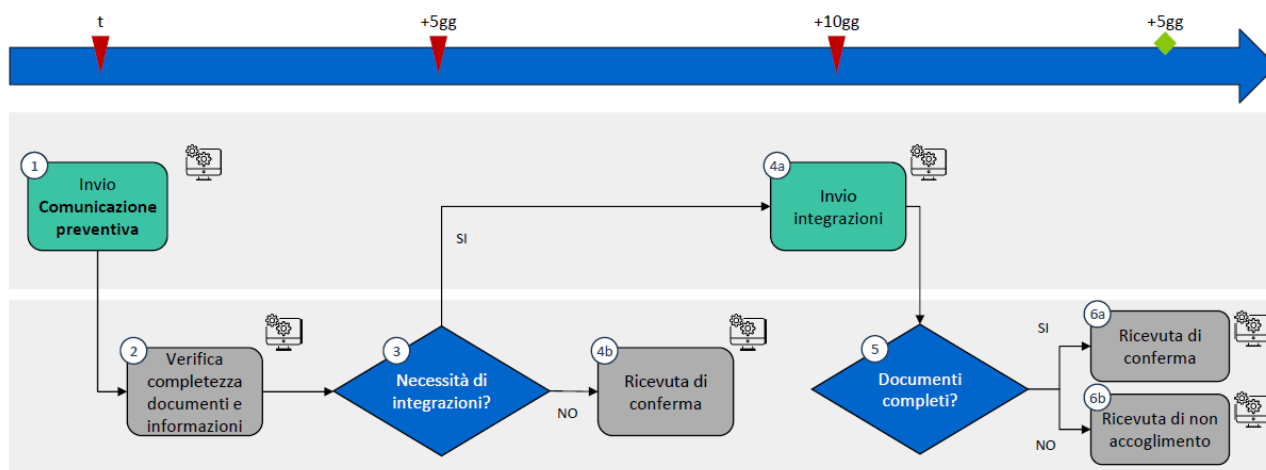 t
+5gg
+10gg
+5gg
1
Invio
Comunicazione
preventiva
4a
Invio
integrazioni
SI
2
Verifica
completezza
documenti e
informazioni
3
Necessità di
integrazioni?
NO
4b
Ricevuta di
conferma
5
Documenti
completi?
SI
6a
Ricevuta di
conferma
NO
6b
Ricevuta di non
accoglimento